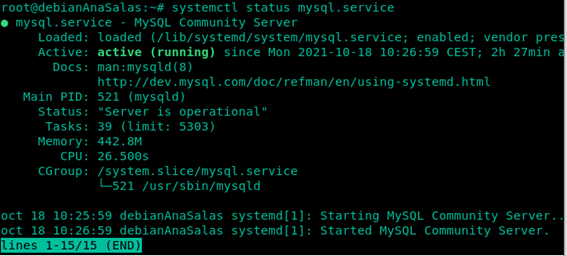 root@debianAnaSalas:~# systemctl status mysql.service
● mysql.service - MySQL Community Server
Loaded: loaded (/lib/systemd/system/mysql.service; enabled; vendor pres
Active: active (running) since Mon 2021-10-18 10:26:59 CEST; 2h 27min a
Docs: man:mysqld(8)
http://dev.mysql.com/doc/refman/en/using-systemd.html
Main PID: 521 (mysqld)
Status: "Server is operational"
Tasks: 39 (limit: 5303)
Memory: 442.8M
CPU: 26.500s
CGroup: /system.slice/mysql.service
└─521 /usr/sbin/mysqld
oct 18 10:25:59 debianAnaSalas systemd[1]: Starting MySQL Community Server..
oct 18 10:26:59 debianAnaSalas systemd[1]: Started MySQL Community Server.
lines 1-15/15 (END)